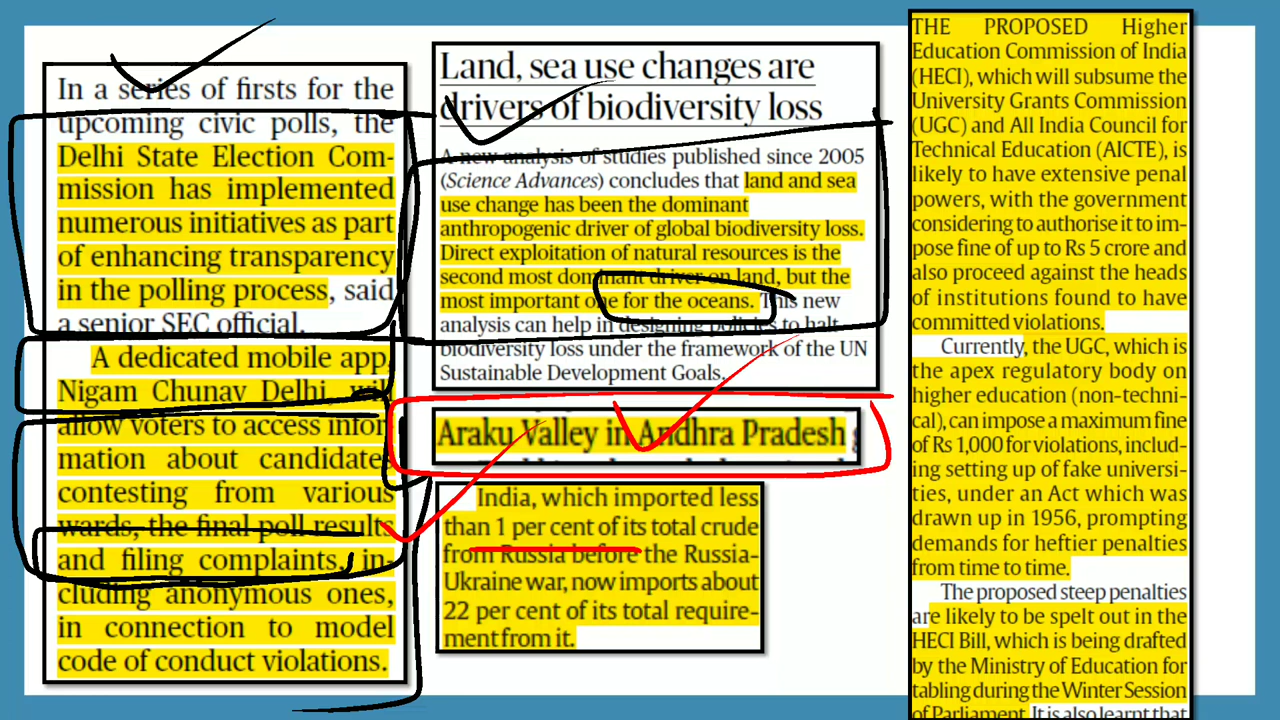 In a series of firsts for the
upcoming civic polls, the
Delhi State Election Com-
mission has implemented
numerous initiatives as part
of enhancing transparency
in the polling process, said
a senior SEC official.
A dedicated mobile app,
Nigam Chunav Delhi, will
allow voters to access infor-
mation about candidates
contesting from various
wards, the final poll results
and filing complaints, in-
cluding anonymous ones,
in connection to model
code of conduct violations.
Land, sea use changes are
drivers of biodiversity loss
A new analysis of studies published since 2005
(Science Advances) concludes that land and sea
use change has been the dominant
anthropogenic driver of global biodiversity loss.
Direct exploitation of natural resources is the
second most dominant driver on land, but the
most important one for the oceans. This new
analysis can help in designing policies to halt
biodiversity loss under the framework of the UN
Sustainable Development Goals.
Araku Valley in Andhra Pradesh
India, which imported less
than 1 per cent of its total crude
from Russia before the Russia-
Ukraine war, now imports about
22 per cent of its total require-
ment from it.
THE PROPOSED Higher
Education Commission of India
(HECI), which will subsume the
University Grants Commission
(UGC) and All India Council for
Technical Education (AICTE), is
likely to have extensive penal
powers, with the government
considering to authorise it to im-
pose fine of up to Rs 5 crore and
also proceed against the heads
of institutions found to have
committed violations.
Currently, the UGC, which is
the apex regulatory body on
higher education (non-techni-
cal), can impose a maximum fine
of Rs 1,000 for violations, includ-
ing setting up of fake universi-
ties, under an Act which was
drawn up in 1956, prompting
demands for heftier penalties
from time to time.
The proposed steep penalties
are likely to be spelt out in the
HECI Bill, which is being drafted
by the Ministry of Education for
tabling during the Winter Session
of Parliament. It is also learnt that